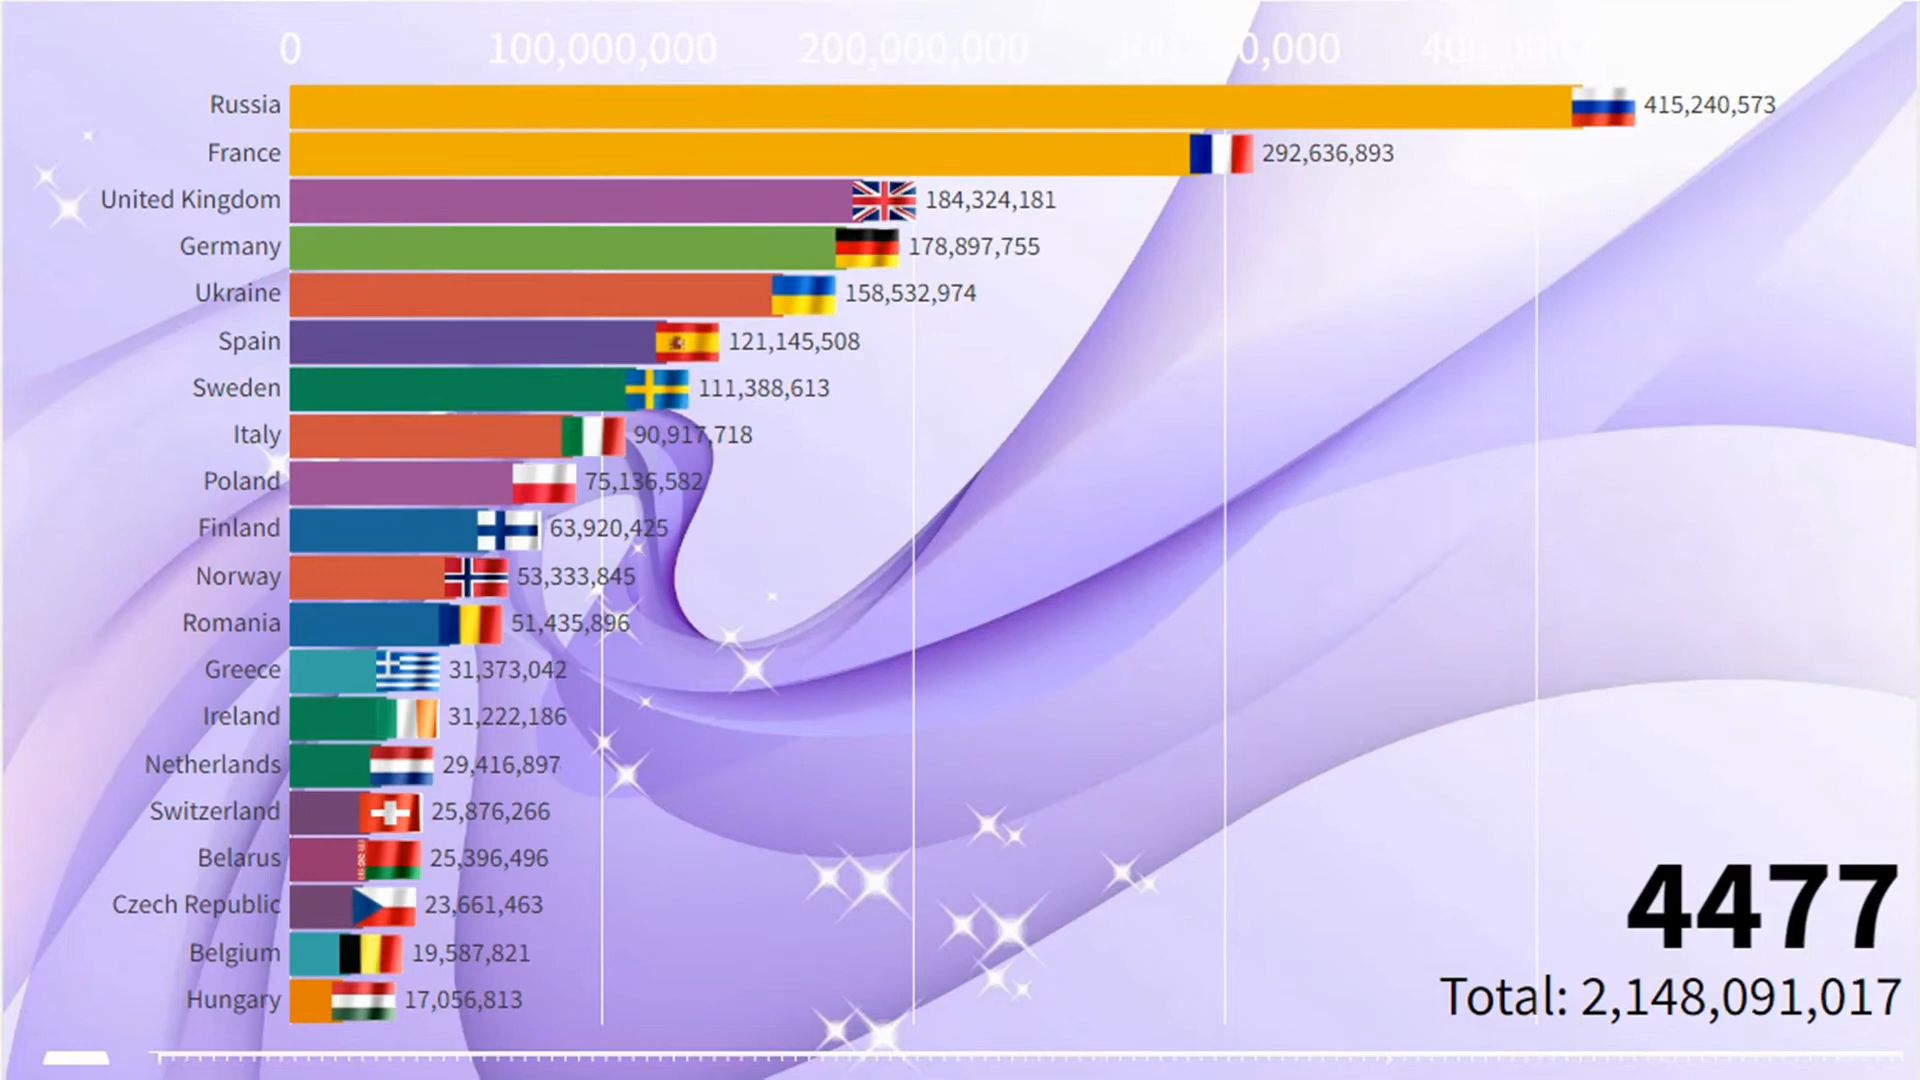 0 100,000,000 200,000,000
Russia 415,240,573
France 292,636,893
United Kingdom 184,324,181
Germany 178,897,755
Ukraine 158,532,974
Spain 121,145,508
Sweden 111,388,613
Italy 90,917,718
Poland 75,136,582
Finland 63,920,425
Norway 53,333,845
Romania 51,435,896
Greece 31,373,042
Ireland 31,222,186
Netherlands 29,416,897
Switzerland 25,876,266
Belarus 25,396,496
Czech Republic 23,661,463
Belgium 19,587,821
Hungary 17,056,813
4477
Total: 2,148,091,017